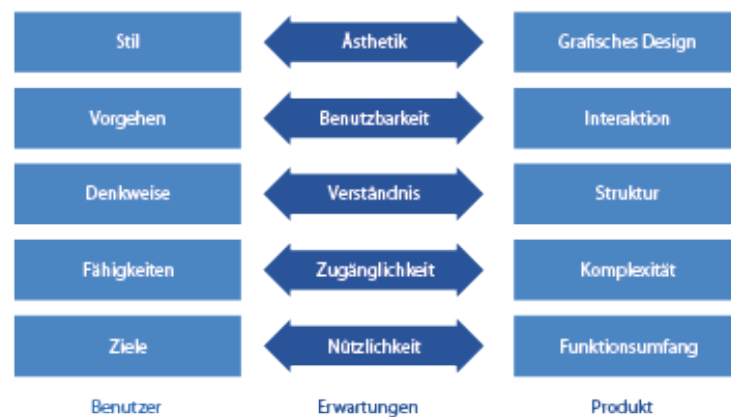 Stil Ästhetik Grafisches Design
Vorgehen Benutzbarkeit Interaktion
Denkweise Verständnis Struktur
Fähigkeiten Zugänglichkeit Komplexität
Ziele Nützlichkeit Funktionsumfang
Benutzer Erwartungen Produkt